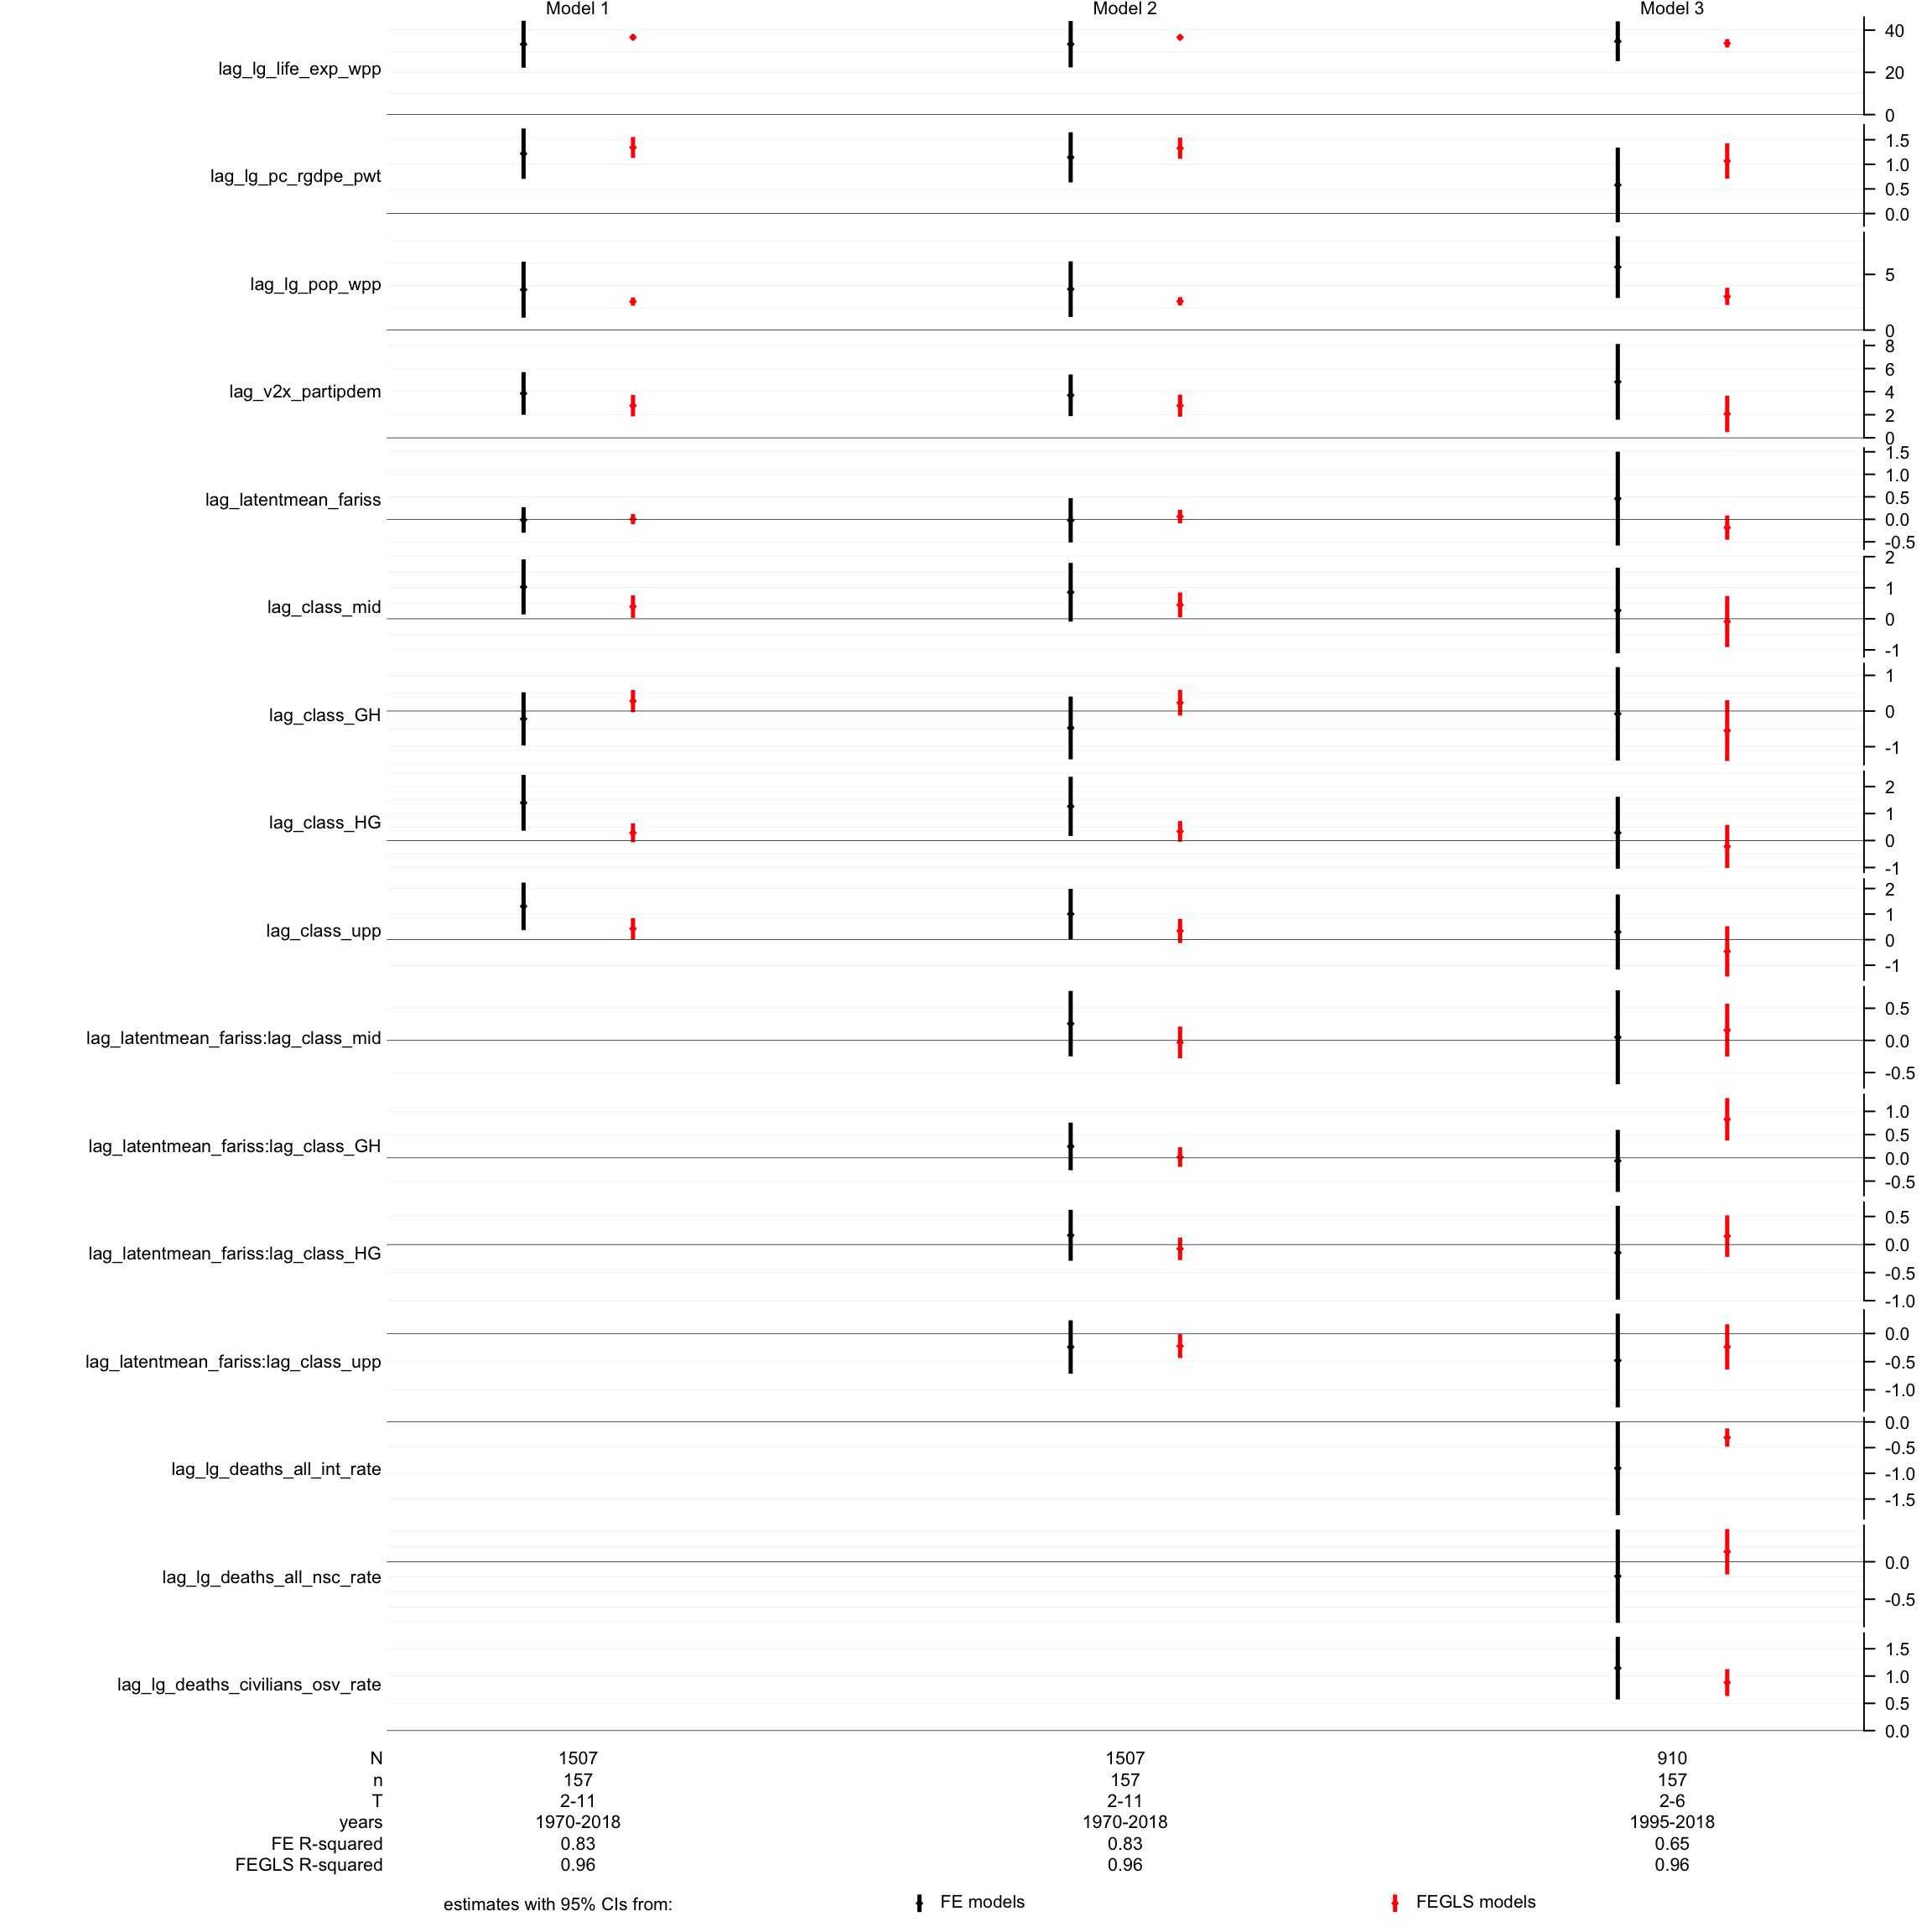 Model 1 Model 2 Model 3
lag_lg_life_exp_wpp 40 20 0
lag_lg_pc_rgdpe_pwt 1.5 1.0 0.5 0.0
lag_lg_pop_wpp 5 0
lag_v2x_partipdem 8 6 4 2 0
lag_latentmean_fariss 1.5 1.0 0.5 0.0 -0.5
lag_class_mid 2 1 0 -1
lag_class_GH 1 0 -1
lag_class_HG 2 1 0 -1
lag_class_upp 2 1 0 -1
lag_latentmean_fariss:lag_class_mid 0.5 0.0 -0.5
lag_latentmean_fariss:lag_class_GH 1.0 0.5 0.0 -0.5
lag_latentmean_fariss:lag_class_HG 0.5 0.0 -0.5 -1.0
lag_latentmean_fariss:lag_class_upp 0.0 -0.5 -1.0
lag_lg_deaths_all_int_rate 0.0 -0.5 -1.0 -1.5
lag_lg_deaths_all_nsc_rate 0.0 -0.5
lag_lg_deaths_civilians_osv_rate 1.5 1.0 0.5 0.0
N 1507 1507 910
n 157 157 157
T 2-11 2-11 2-6
years 1970-2018 1970-2018 1995-2018
FE R-squared 0.83 0.83 0.65
FEGLS R-squared 0.96 0.96 0.96
estimates with 95% CIs from: FE models FEGLS models